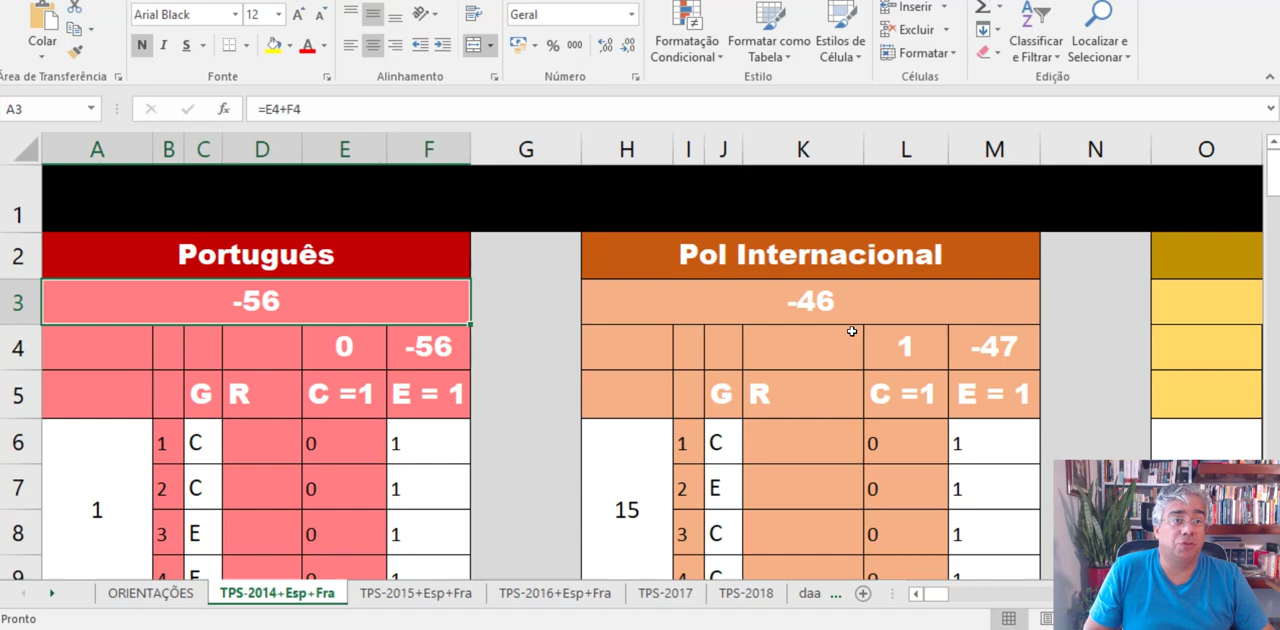 Arial Black 12 Geral Inserir
Colar Formatação Formatar como Estilos de Excluir Classificar Localizar e
Condicional Tabela Célula Formatar e Filtrar Selecionar
N I S % 000
Área de Transferência Fonte Alinhamento Número Estilo Células Edição
A3 fx =E4+F4
A B C D E F G H I J K L M N O
1
2 Português Pol Internacional
3 -56 -46
4 0 -56 1 -47
5 G R C =1 E = 1 G R C =1 E = 1
6 1 C 0 1 1 C 0 1
7 2 C 0 1 2 E 0 1
8 1 3 E 0 1 15 3 C 0 1
ORIENTAÇÕES TPS-2014+Esp+Fra TPS-2015+Esp+Fra TPS-2016+Esp+Fra TPS-2017 TPS-2018 daa ...
Pronto